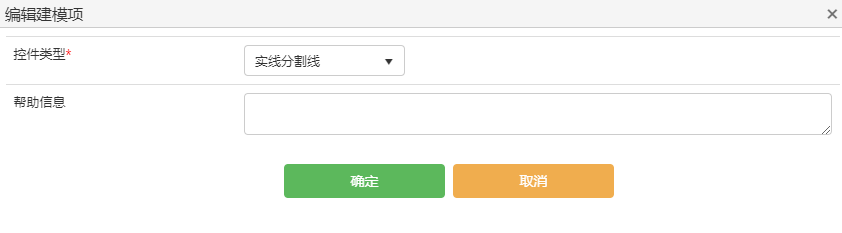 编辑建模项
控件类型*
实线分割线
帮助信息
确定
取消